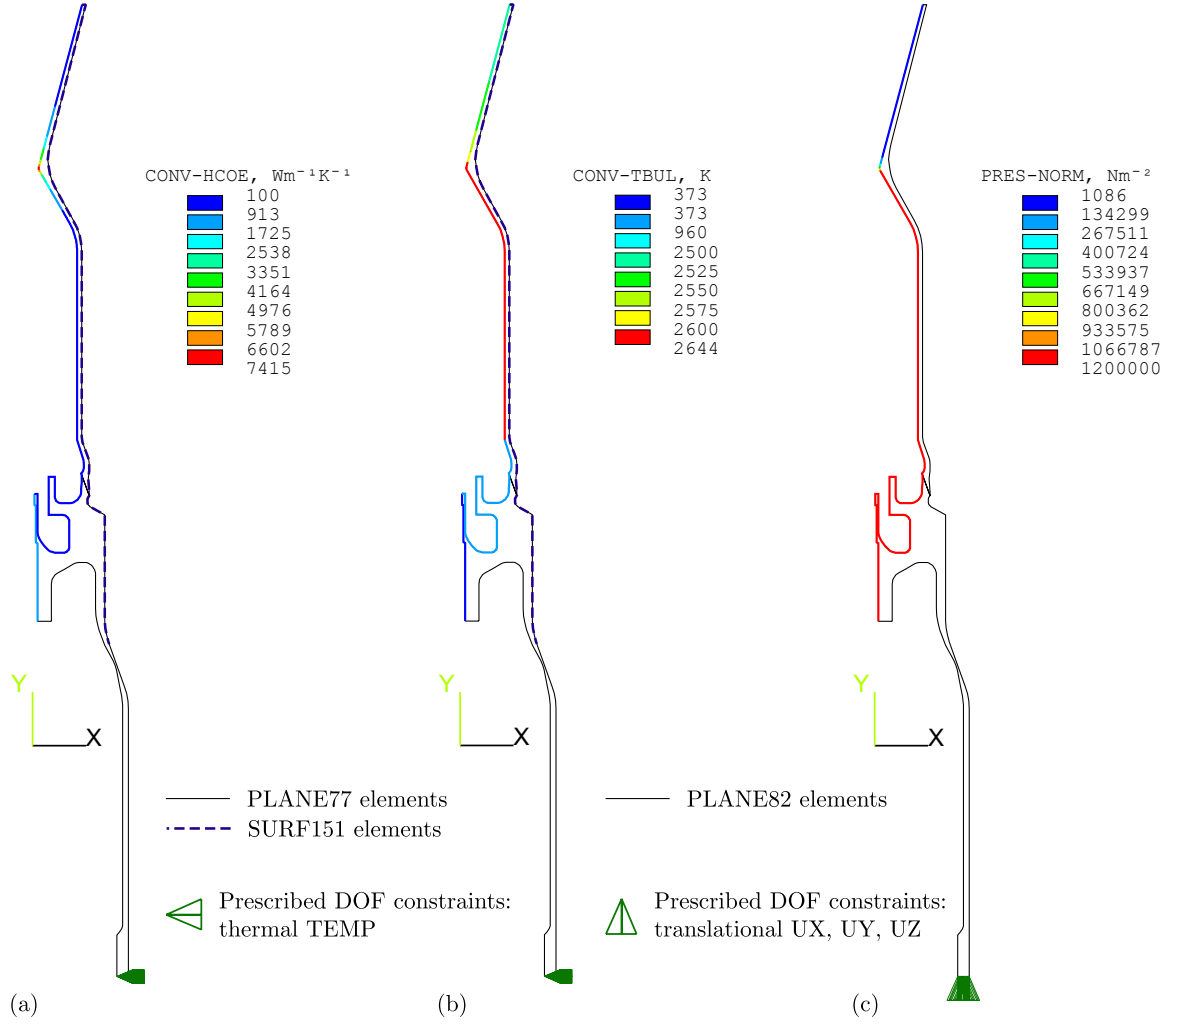 CONV-HCOE, Wm⁻¹K⁻¹
100
913
1725
2538
3351
4164
4976
5789
6602
7415
CONV-TBUL, K
373
373
960
2500
2525
2550
2575
2600
2644
PRES-NORM, Nm⁻²
1086
134299
267511
400724
533937
667149
800362
933575
1066787
1200000
Y
X
Y
X
Y
X
PLANE77 elements
SURF151 elements
PLANE82 elements
Prescribed DOF constraints:
thermal TEMP
Prescribed DOF constraints:
translational UX, UY, UZ
(a)
(b)
(c)